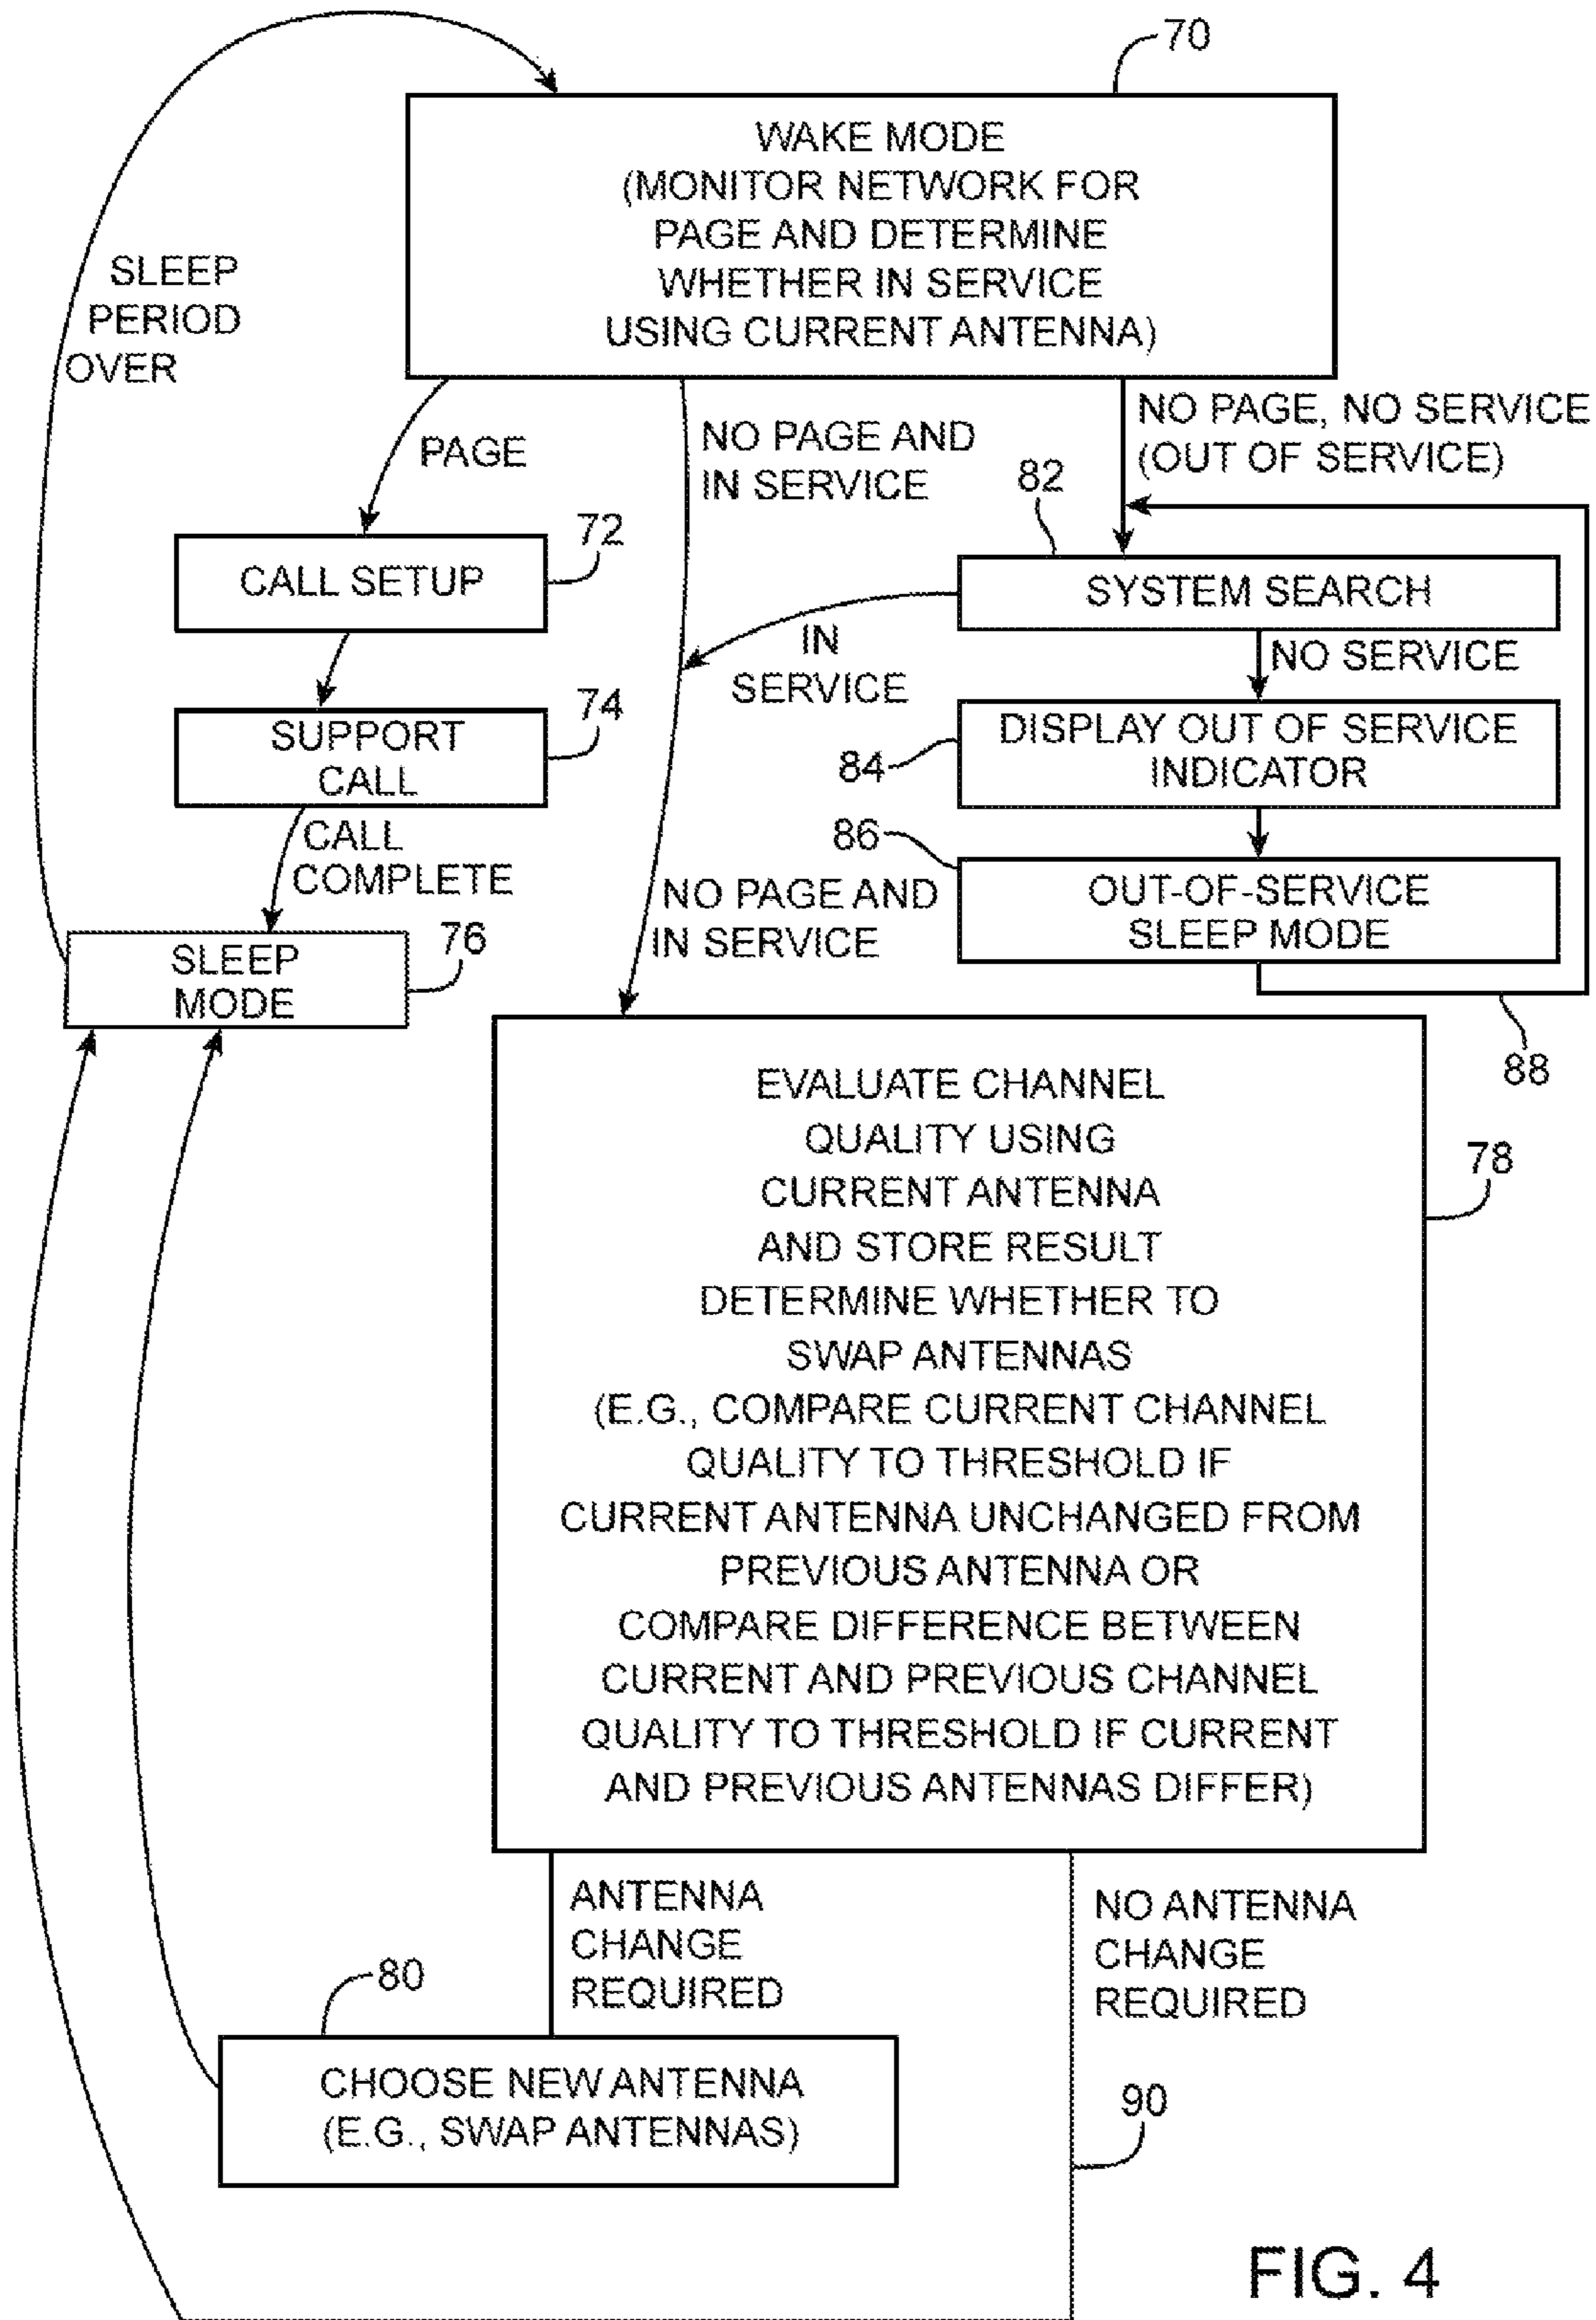 70
WAKE MODE
(MONITOR NETWORK FOR
PAGE AND DETERMINE
WHETHER IN SERVICE
USING CURRENT ANTENNA)
SLEEP
PERIOD
OVER
PAGE
NO PAGE AND
IN SERVICE
NO PAGE, NO SERVICE
(OUT OF SERVICE)
82
72
CALL SETUP
SYSTEM SEARCH
IN
SERVICE
NO SERVICE
74
SUPPORT
CALL
84
DISPLAY OUT OF SERVICE
INDICATOR
CALL
COMPLETE
86
NO PAGE AND
IN SERVICE
OUT-OF-SERVICE
SLEEP MODE
76
SLEEP
MODE
88
EVALUATE CHANNEL
QUALITY USING
CURRENT ANTENNA
AND STORE RESULT
DETERMINE WHETHER TO
SWAP ANTENNAS
(E.G., COMPARE CURRENT CHANNEL
QUALITY TO THRESHOLD IF
CURRENT ANTENNA UNCHANGED FROM
PREVIOUS ANTENNA OR
COMPARE DIFFERENCE BETWEEN
CURRENT AND PREVIOUS CHANNEL
QUALITY TO THRESHOLD IF CURRENT
AND PREVIOUS ANTENNAS DIFFER)
78
ANTENNA
CHANGE
REQUIRED
NO ANTENNA
CHANGE
REQUIRED
80
CHOOSE NEW ANTENNA
(E.G., SWAP ANTENNAS)
90
FIG. 4